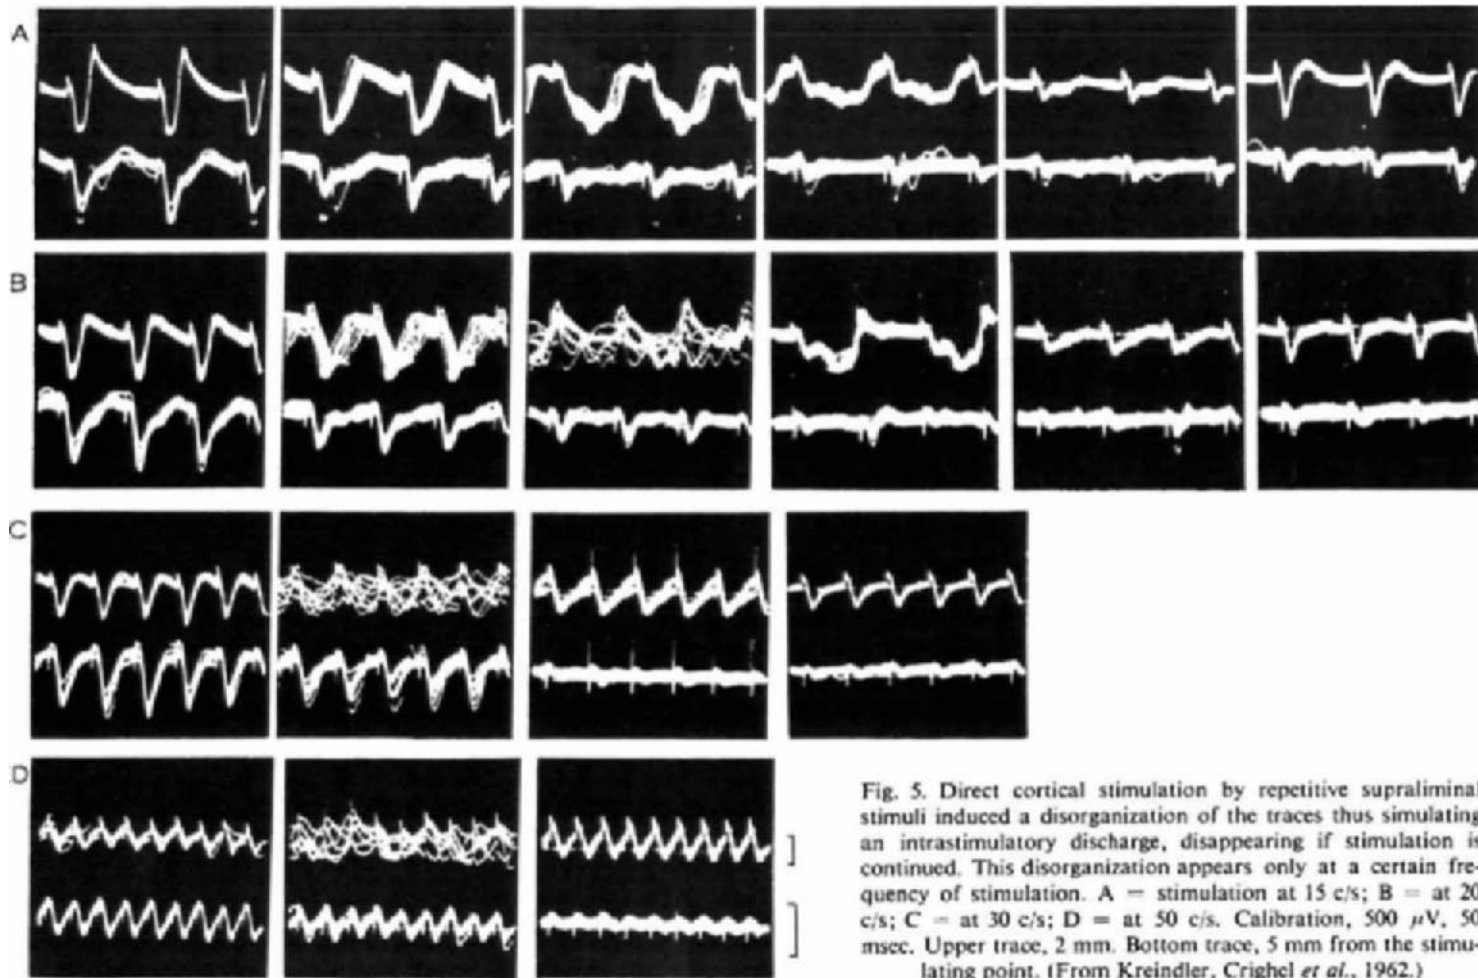 A
B
C
D
Fig. 5. Direct cortical stimulation by repetitive supraliminal
stimuli induced a disorganization of the traces thus simulating
an intrastimulatory discharge, disappearing if stimulation is
continued. This disorganization appears only at a certain fre-
quency of stimulation. A = stimulation at 15 c/s; B = at 20
c/s; C = at 30 c/s; D = at 50 c/s. Calibration, 500 μV, 50
msec. Upper trace, 2 mm. Bottom trace, 5 mm from the stimu-
lating point. (From Kreindler, Crighel et al., 1962.)